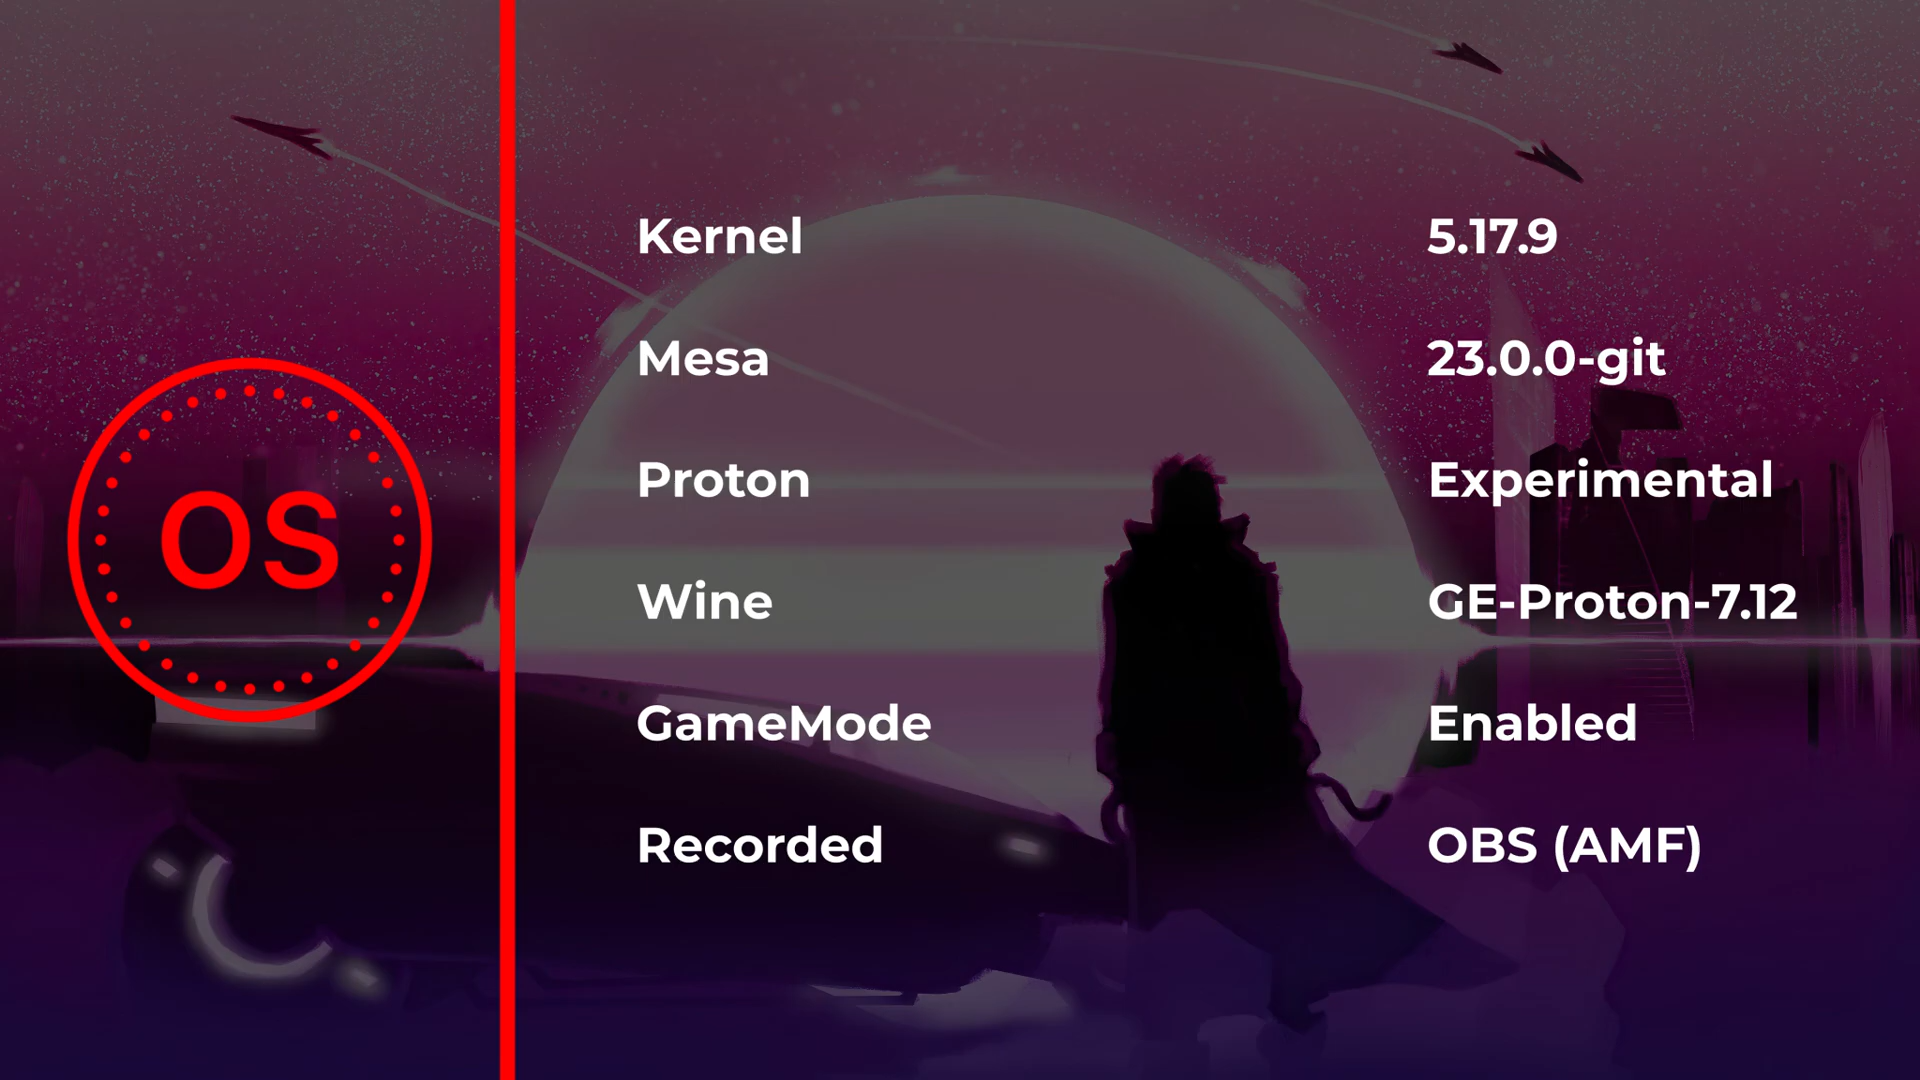 OS
Kernel 5.17.9
Mesa 23.0.0-git
Proton Experimental
Wine GE-Proton-7.12
GameMode Enabled
Recorded OBS (AMF)